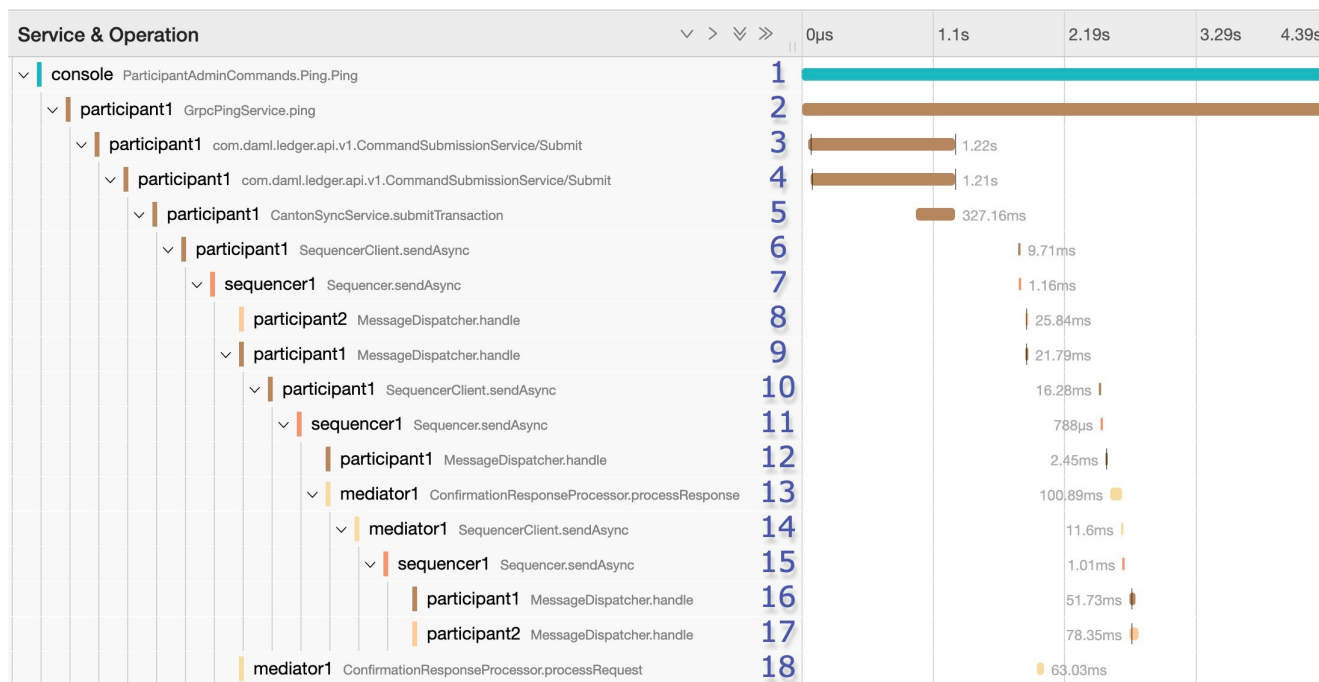 Service & Operation 0μs 1.1s 2.19s 3.29s 4.39s
console ParticipantAdminCommands.Ping.Ping 1
participant1 GrpcPingService.ping 2
participant1 com.daml.ledger.api.v1.CommandSubmissionService/Submit 3 1.22s
participant1 com.daml.ledger.api.v1.CommandSubmissionService/Submit 4 1.21s
participant1 CantonSyncService.submitTransaction 5 327.16ms
participant1 SequencerClient.sendAsync 6 9.71ms
sequencer1 Sequencer.sendAsync 7 1.16ms
participant2 MessageDispatcher.handle 8 25.84ms
participant1 MessageDispatcher.handle 9 21.79ms
participant1 SequencerClient.sendAsync 10 16.28ms
sequencer1 Sequencer.sendAsync 11 788μs
participant1 MessageDispatcher.handle 12 2.45ms
mediator1 ConfirmationResponseProcessor.processResponse 13 100.89ms
mediator1 SequencerClient.sendAsync 14 11.6ms
sequencer1 Sequencer.sendAsync 15 1.01ms
participant1 MessageDispatcher.handle 16 51.73ms
participant2 MessageDispatcher.handle 17 78.35ms
mediator1 ConfirmationResponseProcessor.processRequest 18 63.03ms